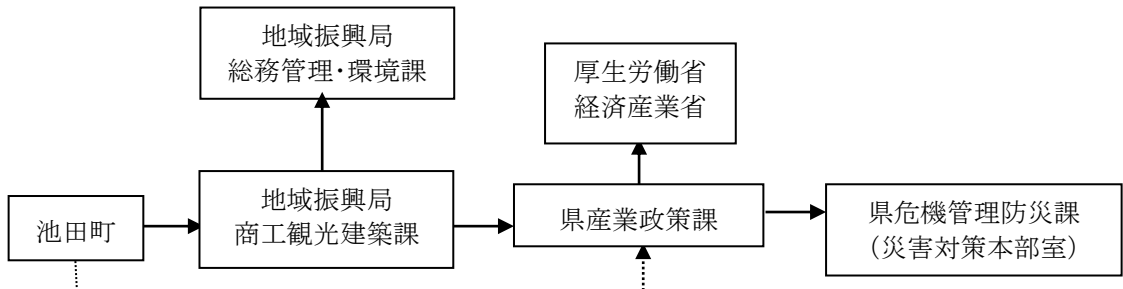 地域振興局
総務管理・環境課
厚生労働省
経済産業省
池田町
地域振興局
商工観光建築課
県産業政策課
県危機管理防災課
（災害対策本部室）